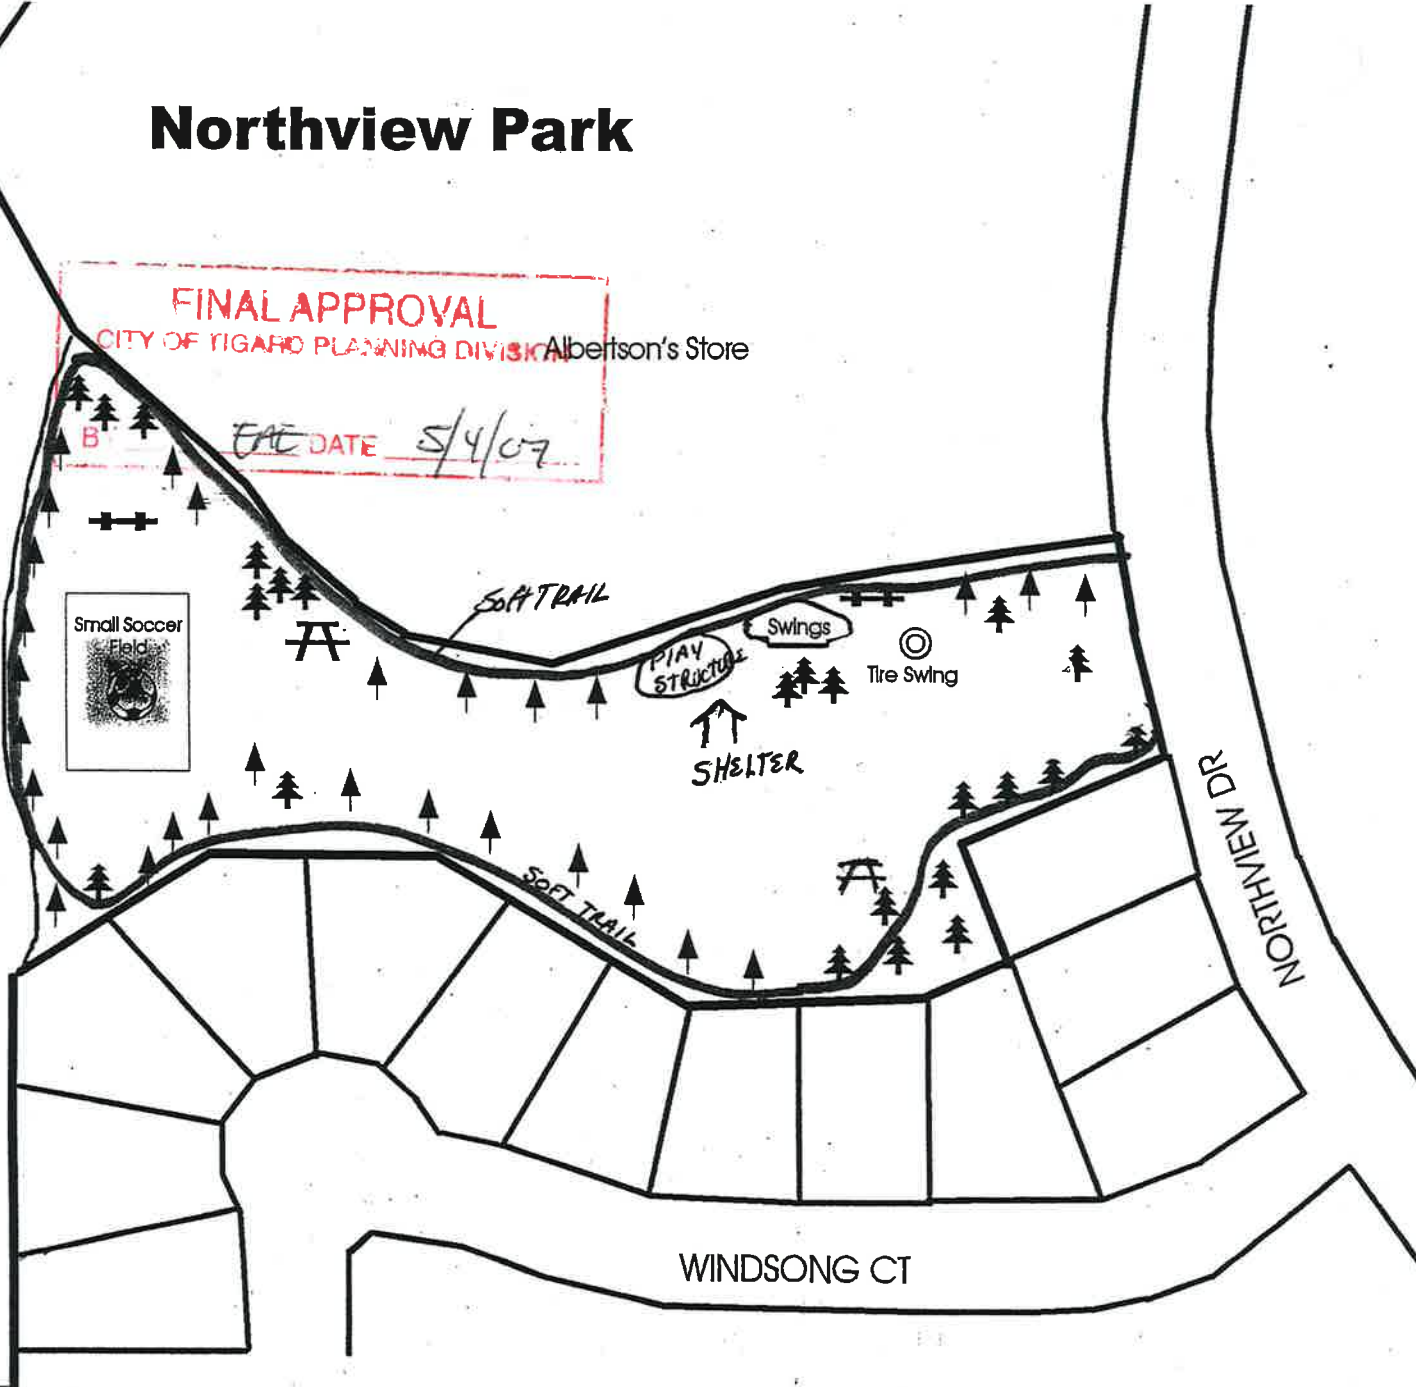 Northview Park
FINAL APPROVAL
CITY OF TIGARD PLANNING DIVISION
Albertson's Store
B EAE DATE 5/4/07
SOFT TRAIL
Small Soccer
Field
PLAY
STRUCTURE
Swings
Tire Swing
SHELTER
SOFT TRAIL
NORTHVIEW DR
WINDSONG CT